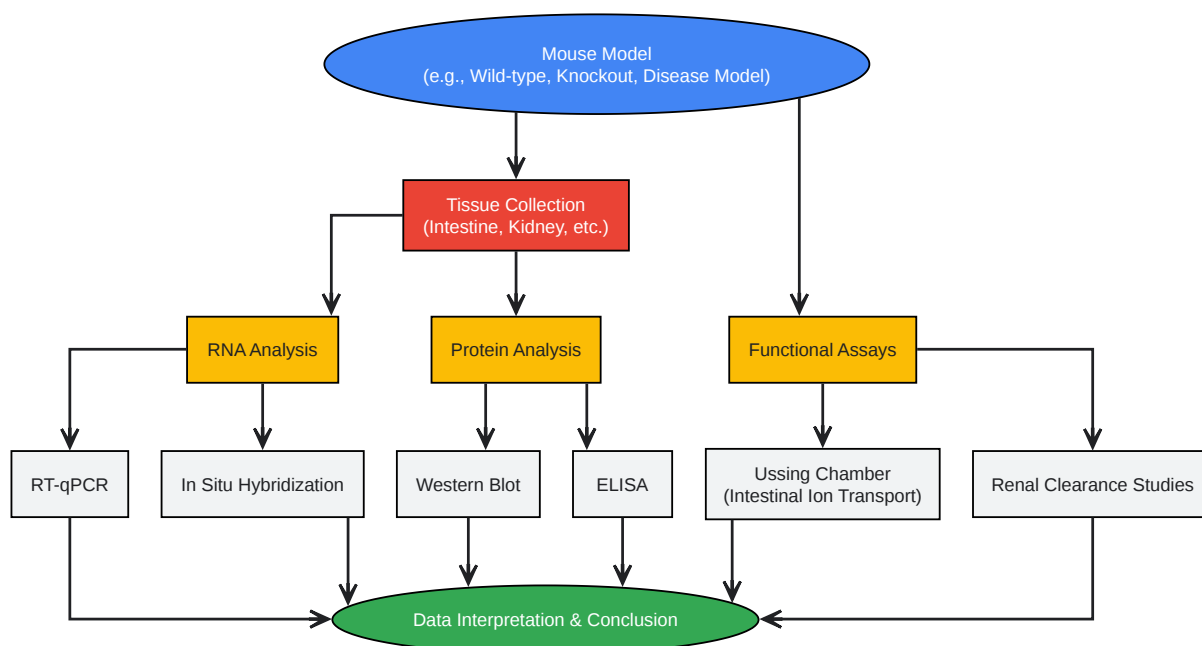 Mouse Model
(e.g., Wild-type, Knockout, Disease Model)
Tissue Collection
(Intestine, Kidney, etc.)
RNA Analysis
Protein Analysis
Functional Assays
RT-qPCR
In Situ Hybridization
Western Blot
ELISA
Ussing Chamber
(Intestinal Ion Transport)
Renal Clearance Studies
Data Interpretation & Conclusion